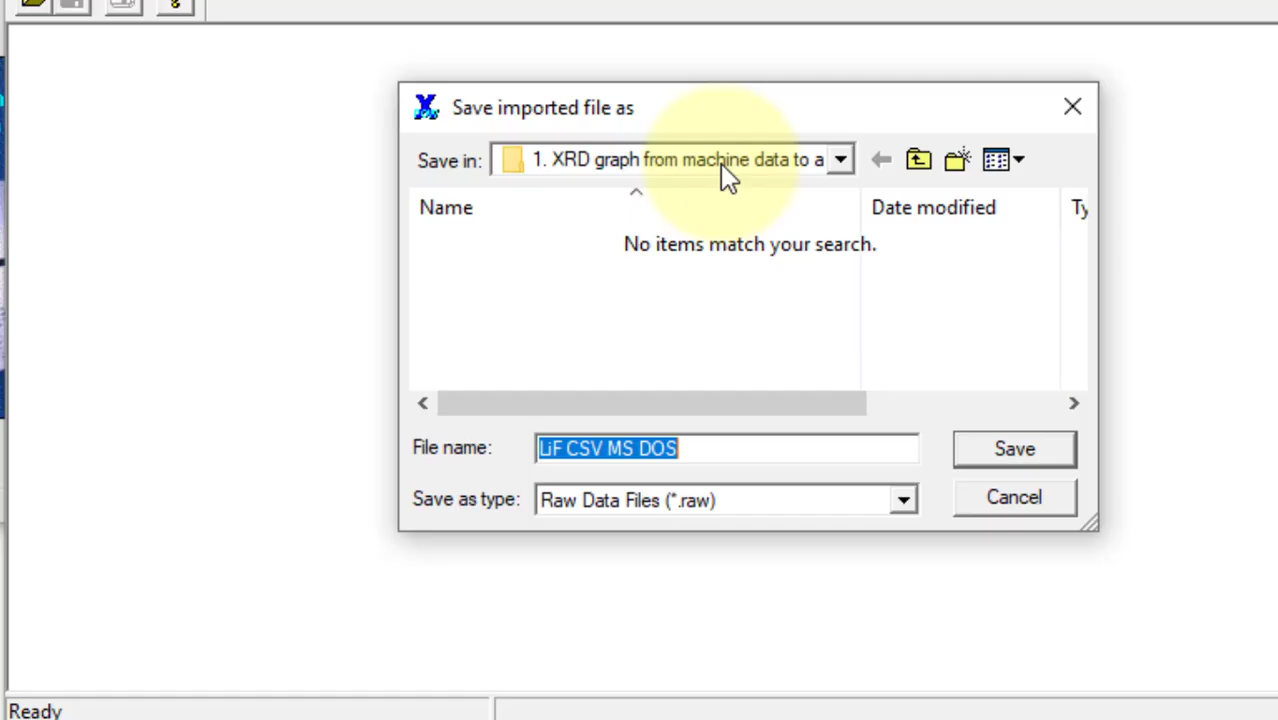 Save imported file as
Save in: 1. XRD graph from machine data to a
Name Date modified Ty
No items match your search.
File name: LiF CSV MS DOS Save
Save as type: Raw Data Files (*.raw) Cancel
Ready